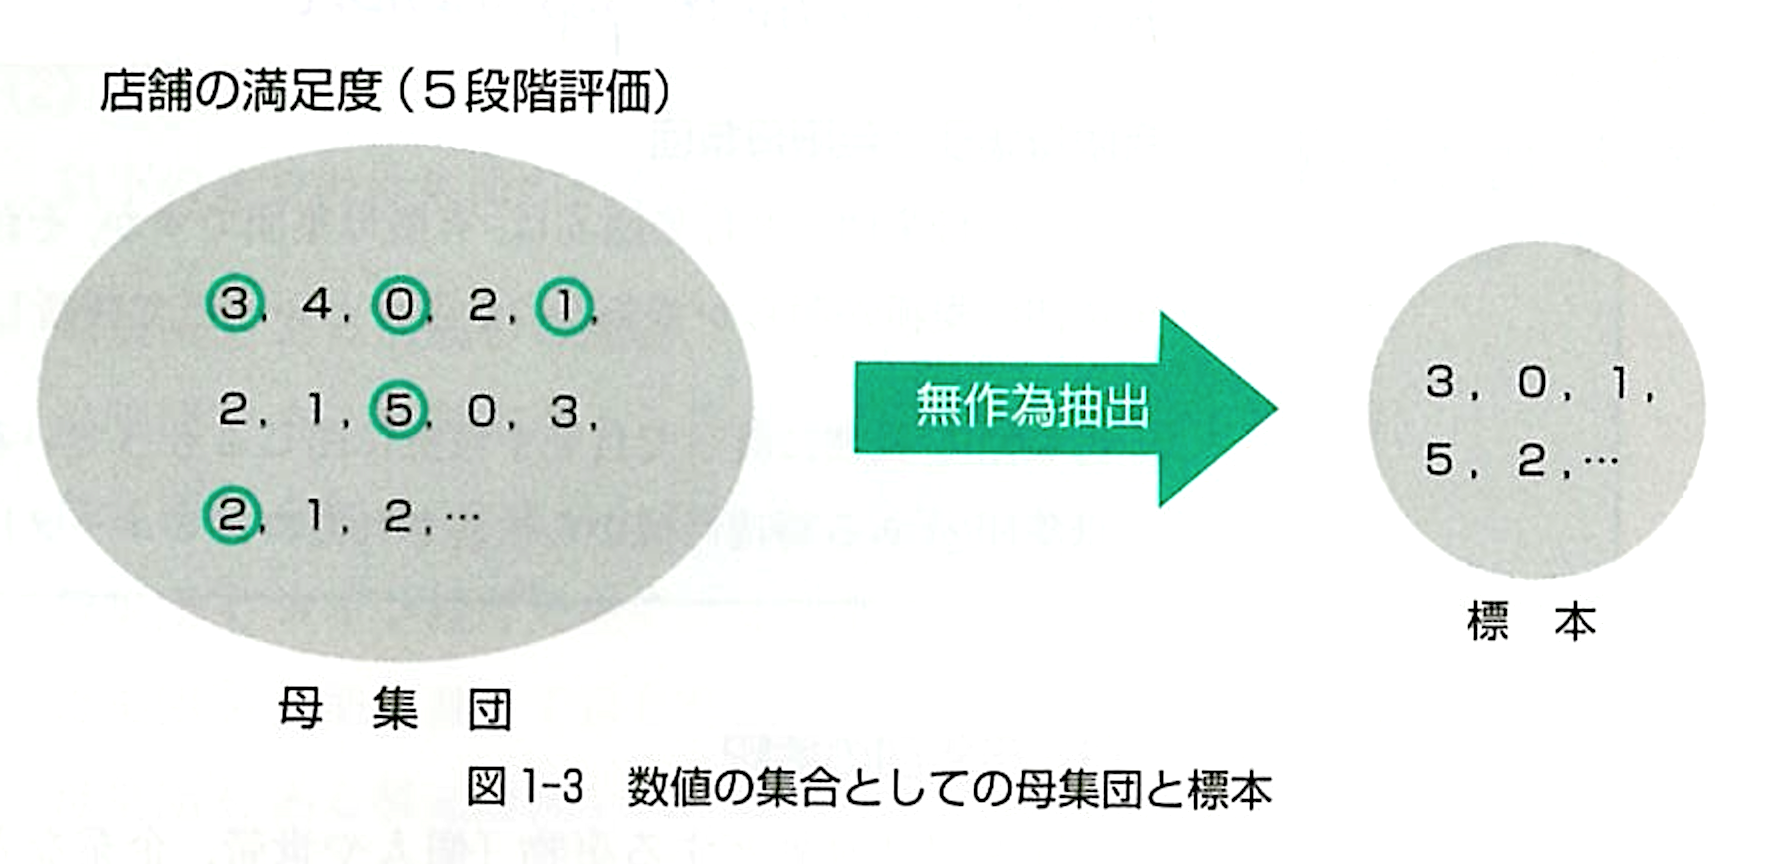 店舗の満足度(5段階評価)
3, 4, 0, 2, 1,
2, 1, 5, 0, 3,
2, 1, 2, …
無作為抽出
3, 0, 1,
5, 2, …
母 集 団
標 本
図1-3 数値の集合としての母集団と標本